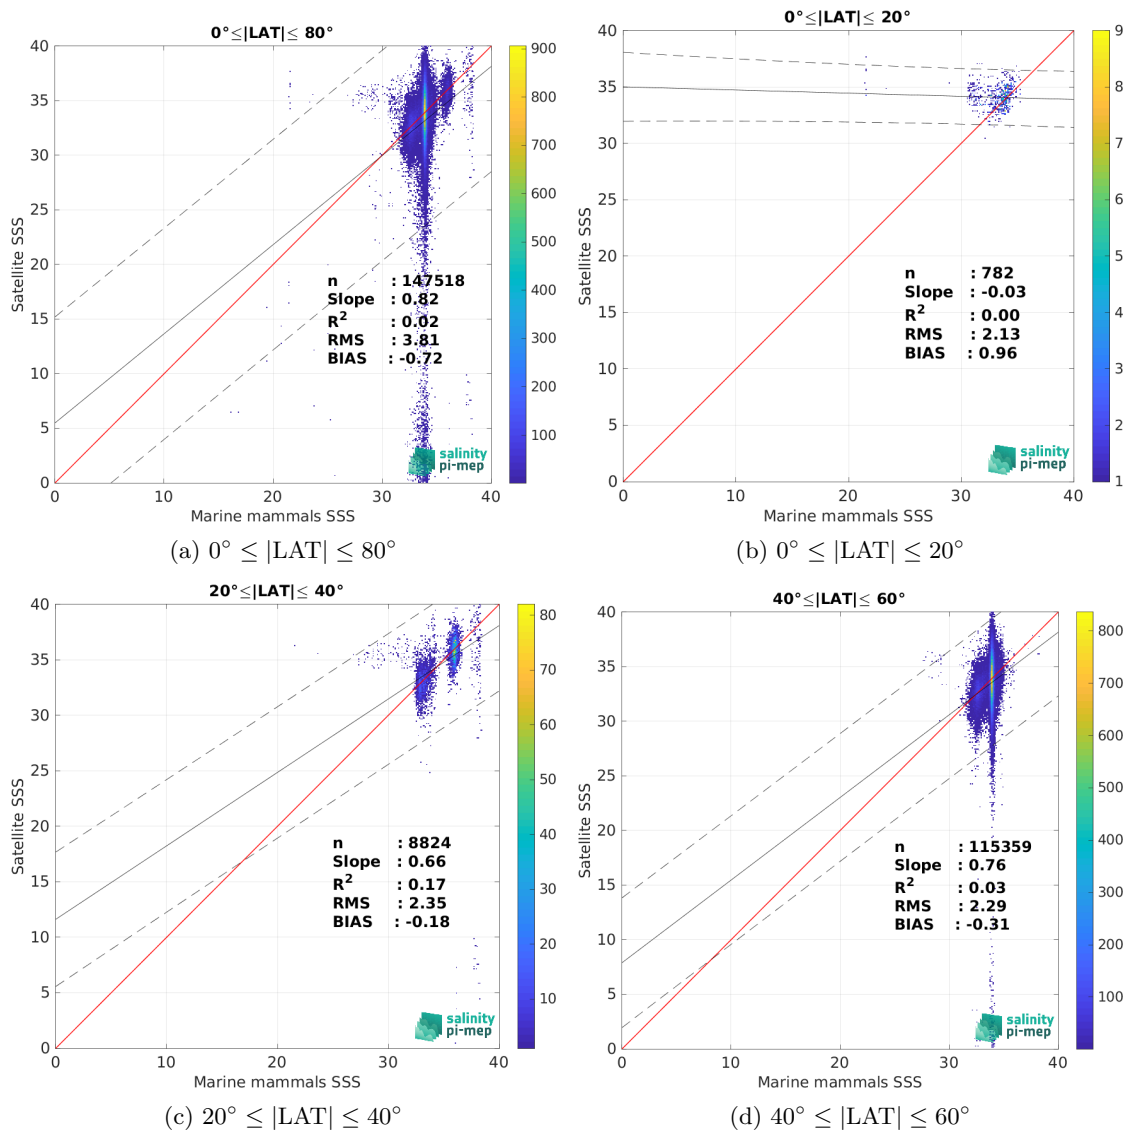 0°≤|LAT|≤ 80°
Satellite SSS
40
35
30
25
20
15
10
5
0
0 10 20 30 40
Marine mammals SSS
n : 147518
Slope : 0.82
R² : 0.02
RMS : 3.81
BIAS : -0.72
salinity
pi-mep
900
800
700
600
500
400
300
200
100
(a) 0° ≤ |LAT| ≤ 80°
0°≤|LAT|≤ 20°
Satellite SSS
40
35
30
25
20
15
10
5
0
0 10 20 30 40
Marine mammals SSS
n : 782
Slope : -0.03
R² : 0.00
RMS : 2.13
BIAS : 0.96
salinity
pi-mep
9
8
7
6
5
4
3
2
1
(b) 0° ≤ |LAT| ≤ 20°
20°≤|LAT|≤ 40°
Satellite SSS
40
35
30
25
20
15
10
5
0
0 10 20 30 40
Marine mammals SSS
n : 8824
Slope : 0.66
R² : 0.17
RMS : 2.35
BIAS : -0.18
salinity
pi-mep
80
70
60
50
40
30
20
10
(c) 20° ≤ |LAT| ≤ 40°
40°≤|LAT|≤ 60°
Satellite SSS
40
35
30
25
20
15
10
5
0
0 10 20 30 40
Marine mammals SSS
n : 115359
Slope : 0.76
R² : 0.03
RMS : 2.29
BIAS : -0.31
salinity
pi-mep
800
700
600
500
400
300
200
100
(d) 40° ≤ |LAT| ≤ 60°